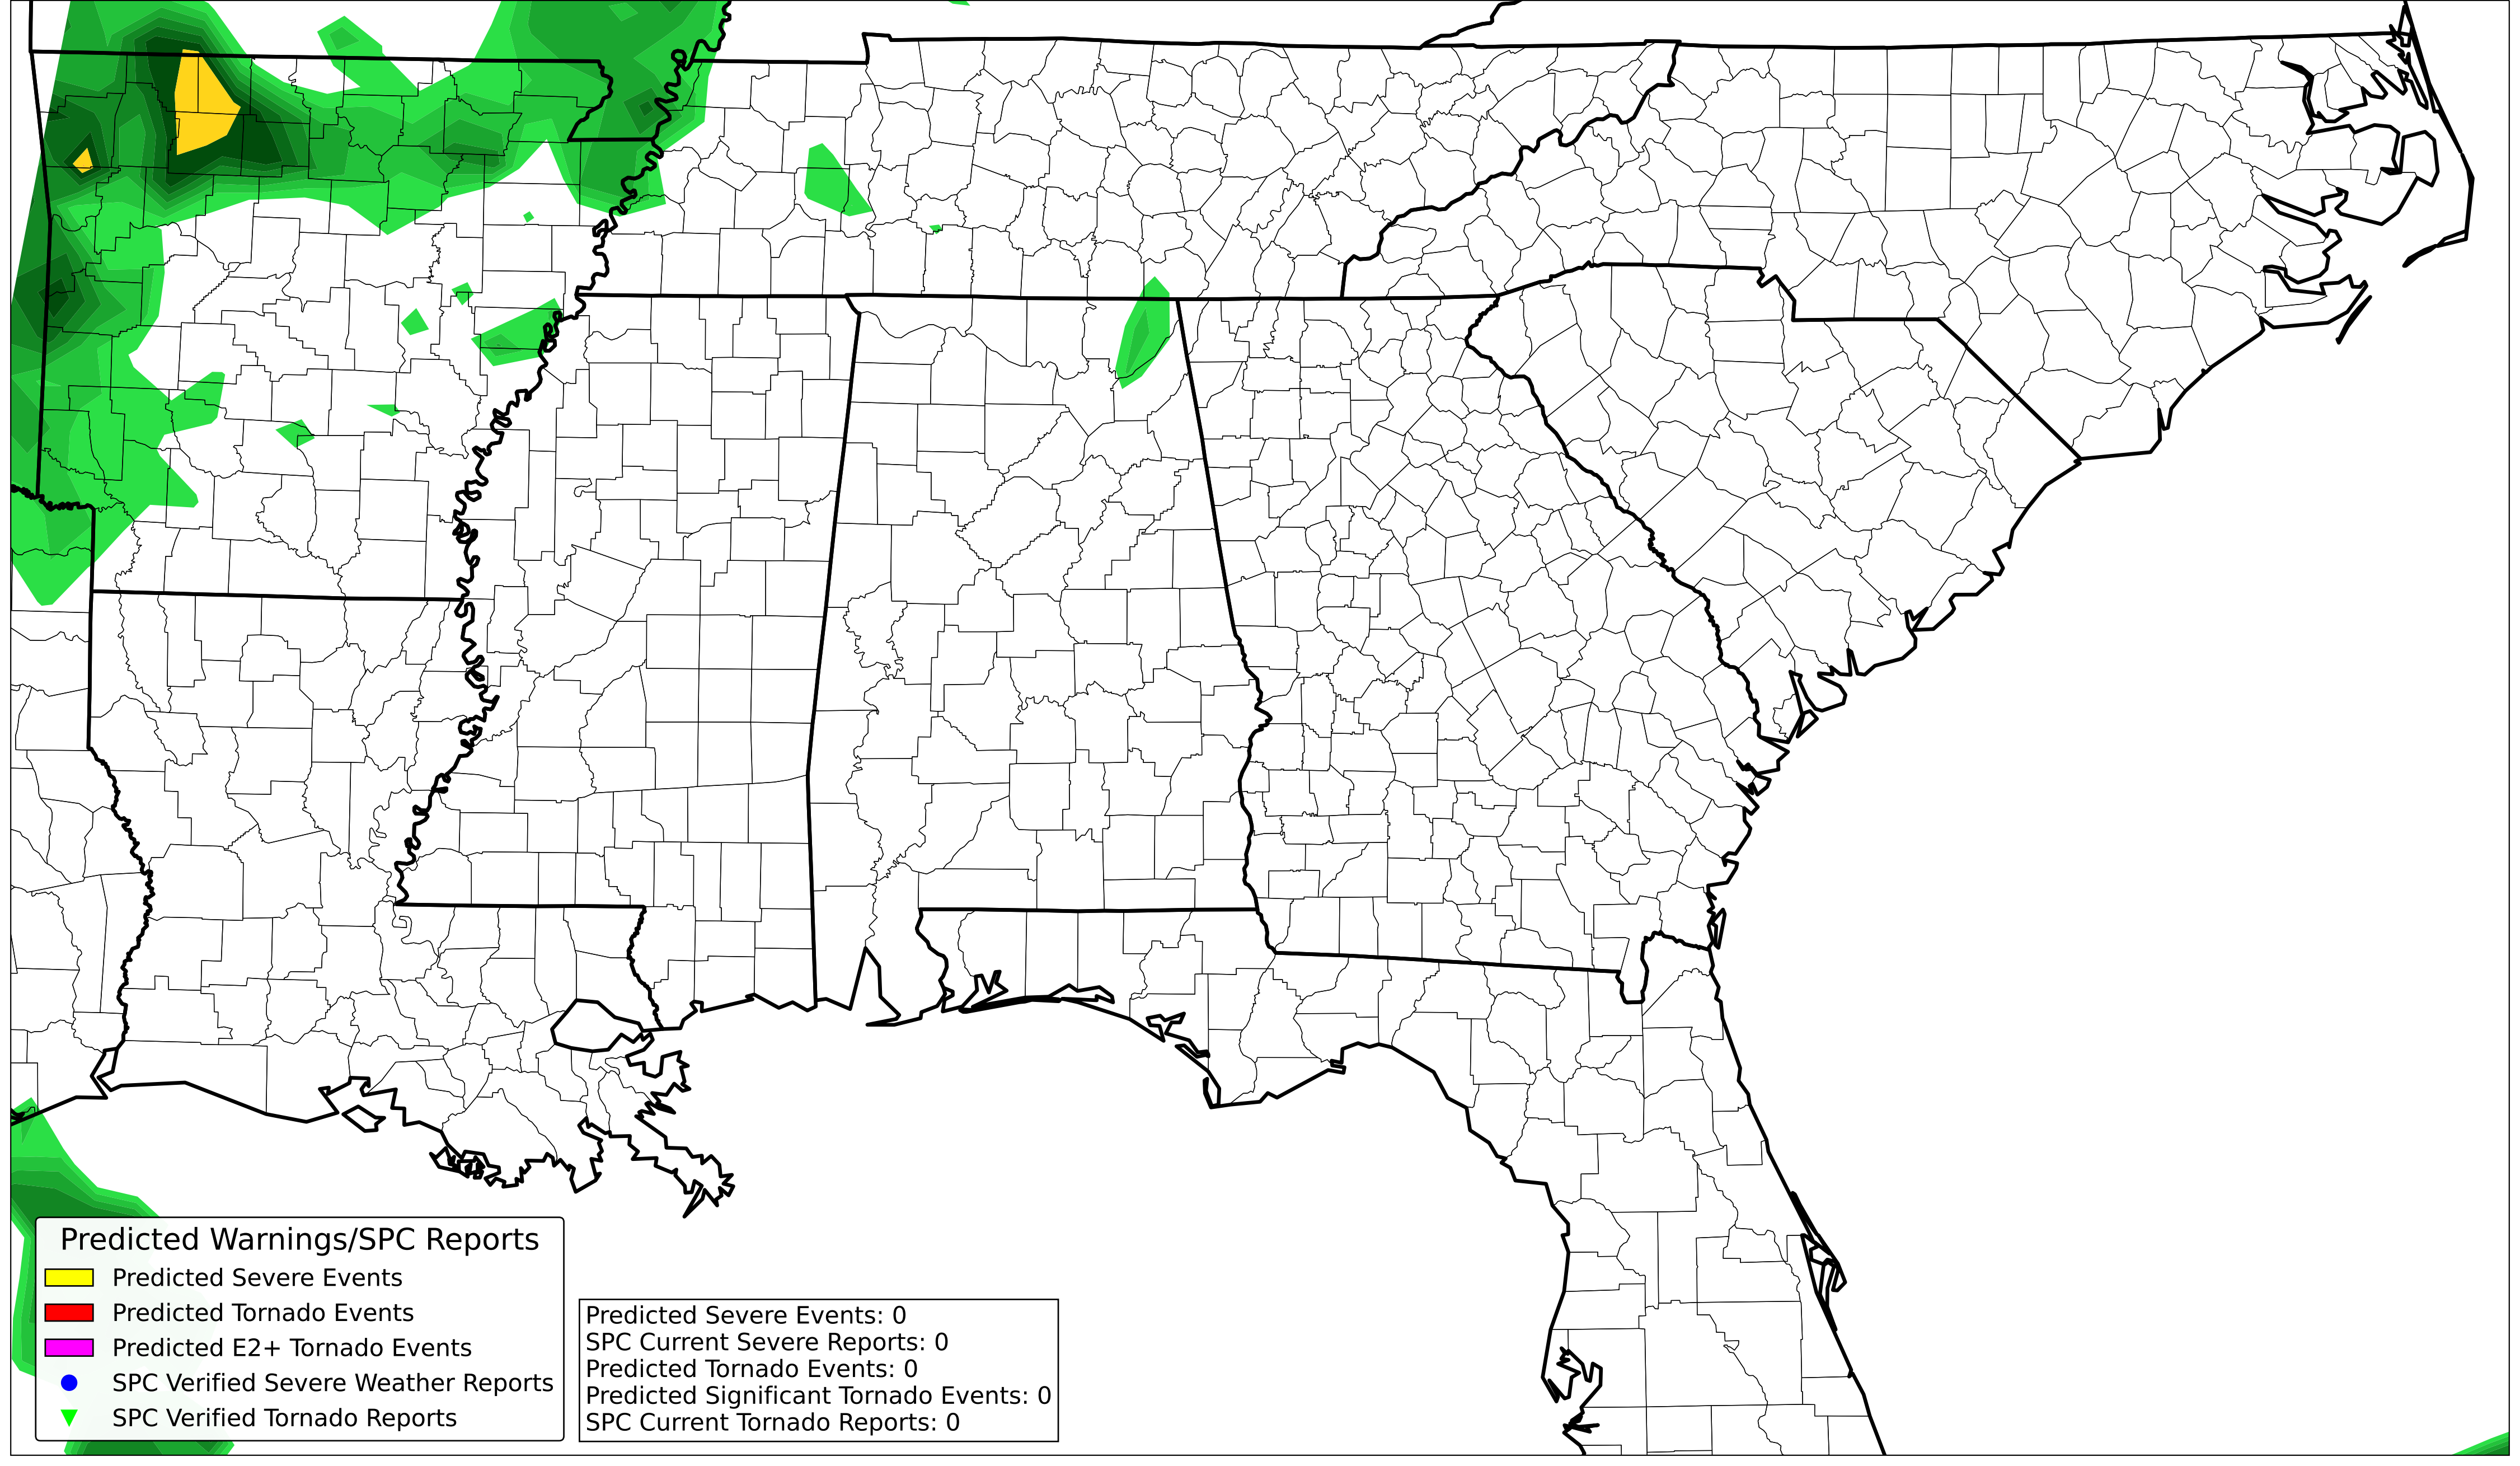 Predicted Warnings/SPC Reports
Predicted Severe Events
Predicted Tornado Events
Predicted E2+ Tornado Events
SPC Verified Severe Weather Reports
SPC Verified Tornado Reports
Predicted Severe Events: 0
SPC Current Severe Reports: 0
Predicted Tornado Events: 0
Predicted Significant Tornado Events: 0
SPC Current Tornado Reports: 0